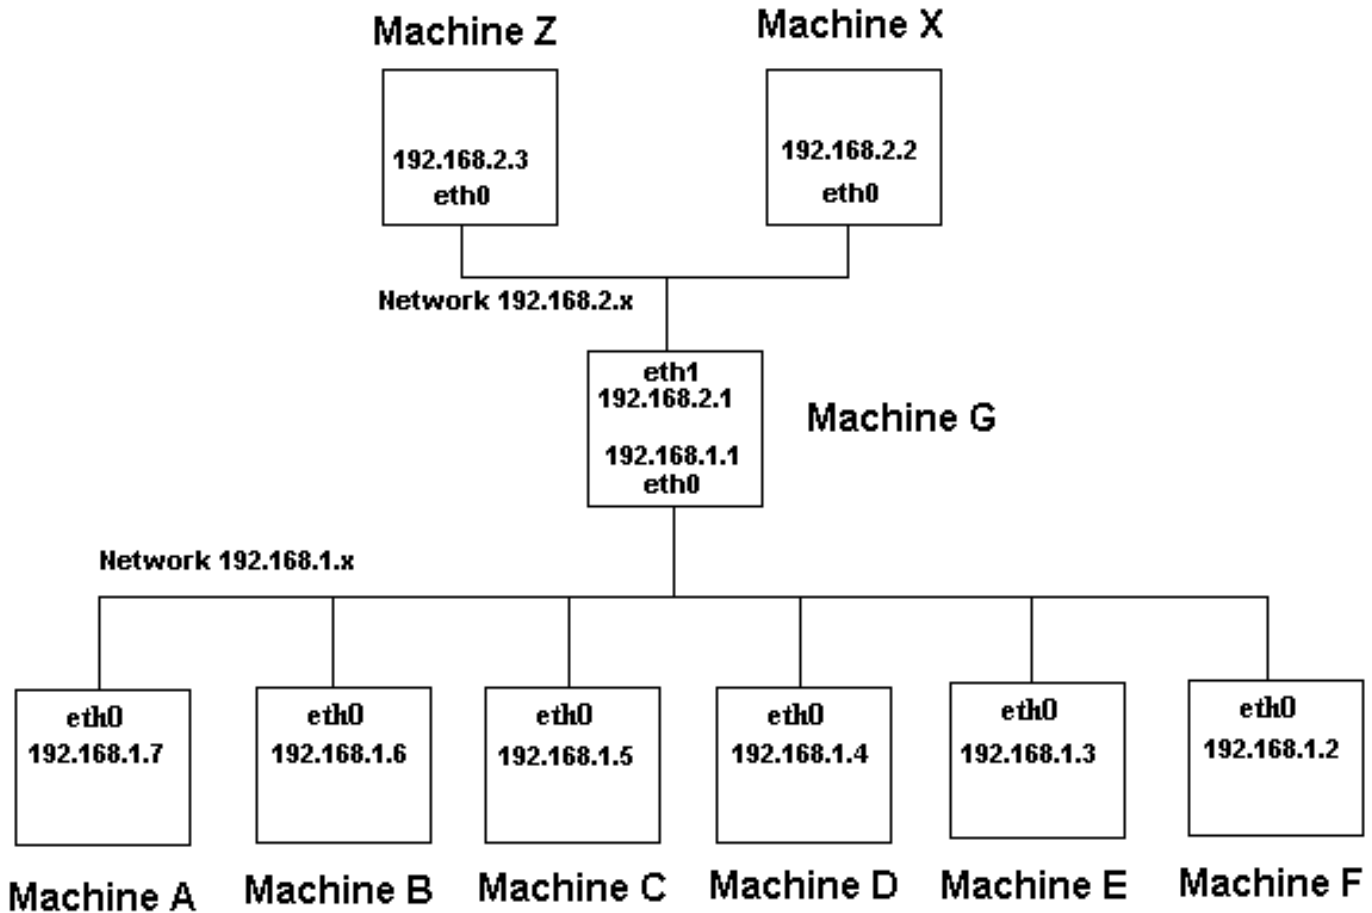 Machine Z
Machine X
192.168.2.3
eth0
192.168.2.2
eth0
Network 192.168.2.x
eth1
192.168.2.1
192.168.1.1
eth0
Machine G
Network 192.168.1.x
eth0
192.168.1.7
eth0
192.168.1.6
eth0
192.168.1.5
eth0
192.168.1.4
eth0
192.168.1.3
eth0
192.168.1.2
Machine A
Machine B
Machine C
Machine D
Machine E
Machine F